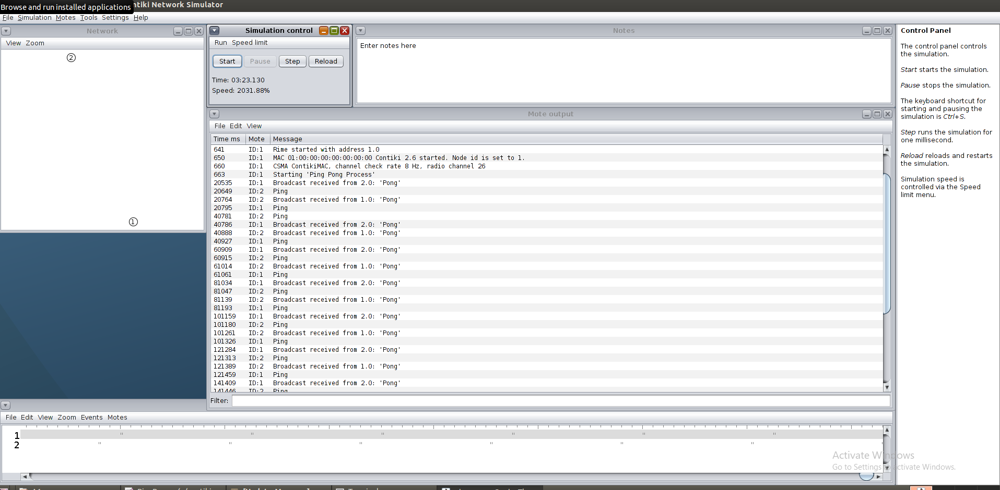 Browse and run installed applications
ntiki Network Simulator
File Simulation Motes Tools Settings Help
Network
View Zoom
2
1
Simulation control
Run Speed limit
Start Pause Step Reload
Time: 03:23.130
Speed: 2031.88%
Notes
Enter notes here
Mote output
File Edit View
Time ms Mote Message
641 ID:1 Rime started with address 1.0
650 ID:1 MAC 01:00:00:00:00:00:00:00 Contiki 2.6 started. Node id is set to 1.
660 ID:1 CSMA ContikiMAC, channel check rate 8 Hz, radio channel 26
663 ID:1 Starting 'Ping Pong Process'
20535 ID:1 Broadcast received from 2.0: 'Pong'
20649 ID:2 Ping
20764 ID:2 Broadcast received from 1.0: 'Pong'
20795 ID:1 Ping
40781 ID:2 Ping
40786 ID:1 Broadcast received from 2.0: 'Pong'
40888 ID:2 Broadcast received from 1.0: 'Pong'
40927 ID:1 Ping
60909 ID:1 Broadcast received from 2.0: 'Pong'
60915 ID:2 Ping
61014 ID:2 Broadcast received from 1.0: 'Pong'
61061 ID:1 Ping
81034 ID:1 Broadcast received from 2.0: 'Pong'
81047 ID:2 Ping
81139 ID:2 Broadcast received from 1.0: 'Pong'
81193 ID:1 Ping
101159 ID:1 Broadcast received from 2.0: 'Pong'
101180 ID:2 Ping
101261 ID:2 Broadcast received from 1.0: 'Pong'
101326 ID:1 Ping
121284 ID:1 Broadcast received from 2.0: 'Pong'
121313 ID:2 Ping
121389 ID:2 Broadcast received from 1.0: 'Pong'
121459 ID:1 Ping
141409 ID:1 Broadcast received from 2.0: 'Pong'
141446 ID:2 Ping
Filter:
File Edit View Zoom Events Motes
1
2
Control Panel
The control panel controls
the simulation.
Start starts the simulation.
Pause stops the simulation.
The keyboard shortcut for
starting and pausing the
simulation is Ctrl+S.
Step runs the simulation for
one millisecond.
Reload reloads and restarts
the simulation.
Simulation speed is
controlled via the Speed
limit menu.
Activate Windows
Go to Settings to activate Windows.